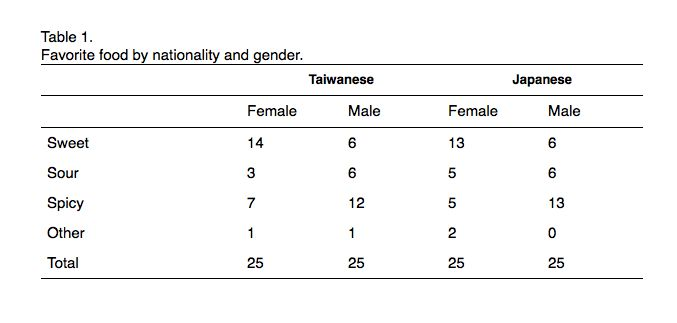 Table 1.
Favorite food by nationality and gender.
Taiwanese Japanese
Female Male Female Male
Sweet 14 6 13 6
Sour 3 6 5 6
Spicy 7 12 5 13
Other 1 1 2 0
Total 25 25 25 25